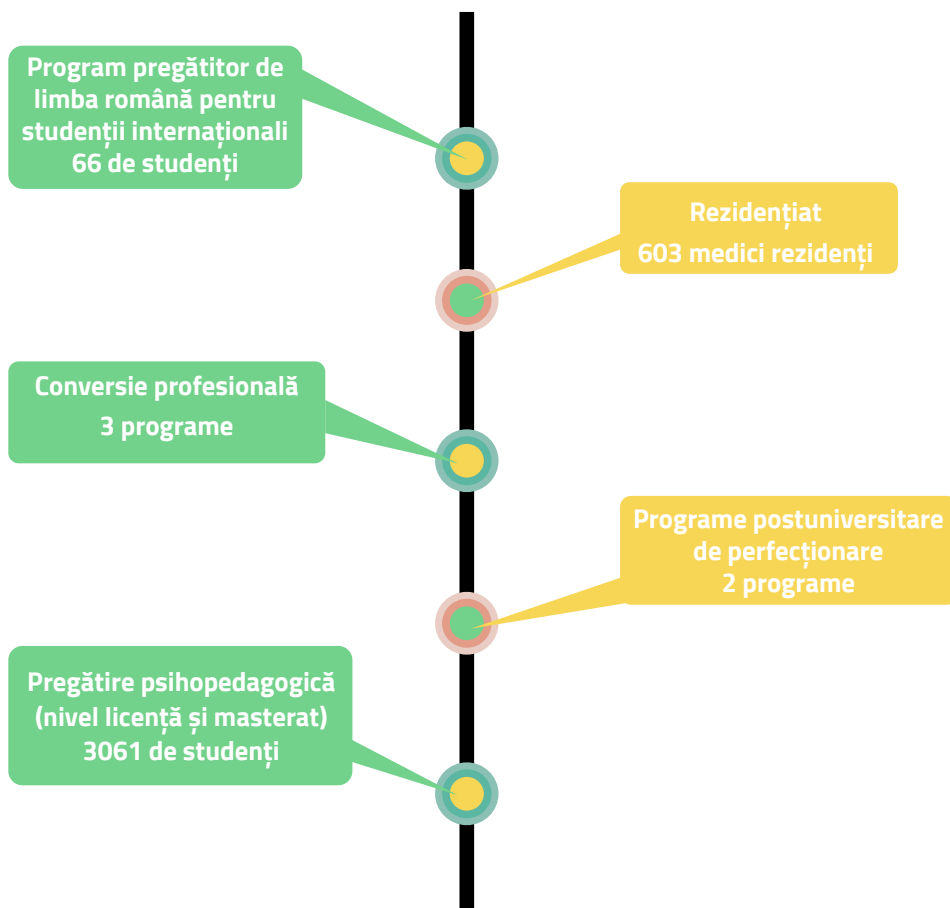 Program pregătitor de
limba română pentru
studenții internaționali
66 de studenți
Rezidențiat
603 medici rezidenți
Conversie profesională
3 programe
Programe postuniversitare
de perfecționare
2 programe
Pregătire psihopedagogică
(nivel licență și masterat)
3061 de studenți